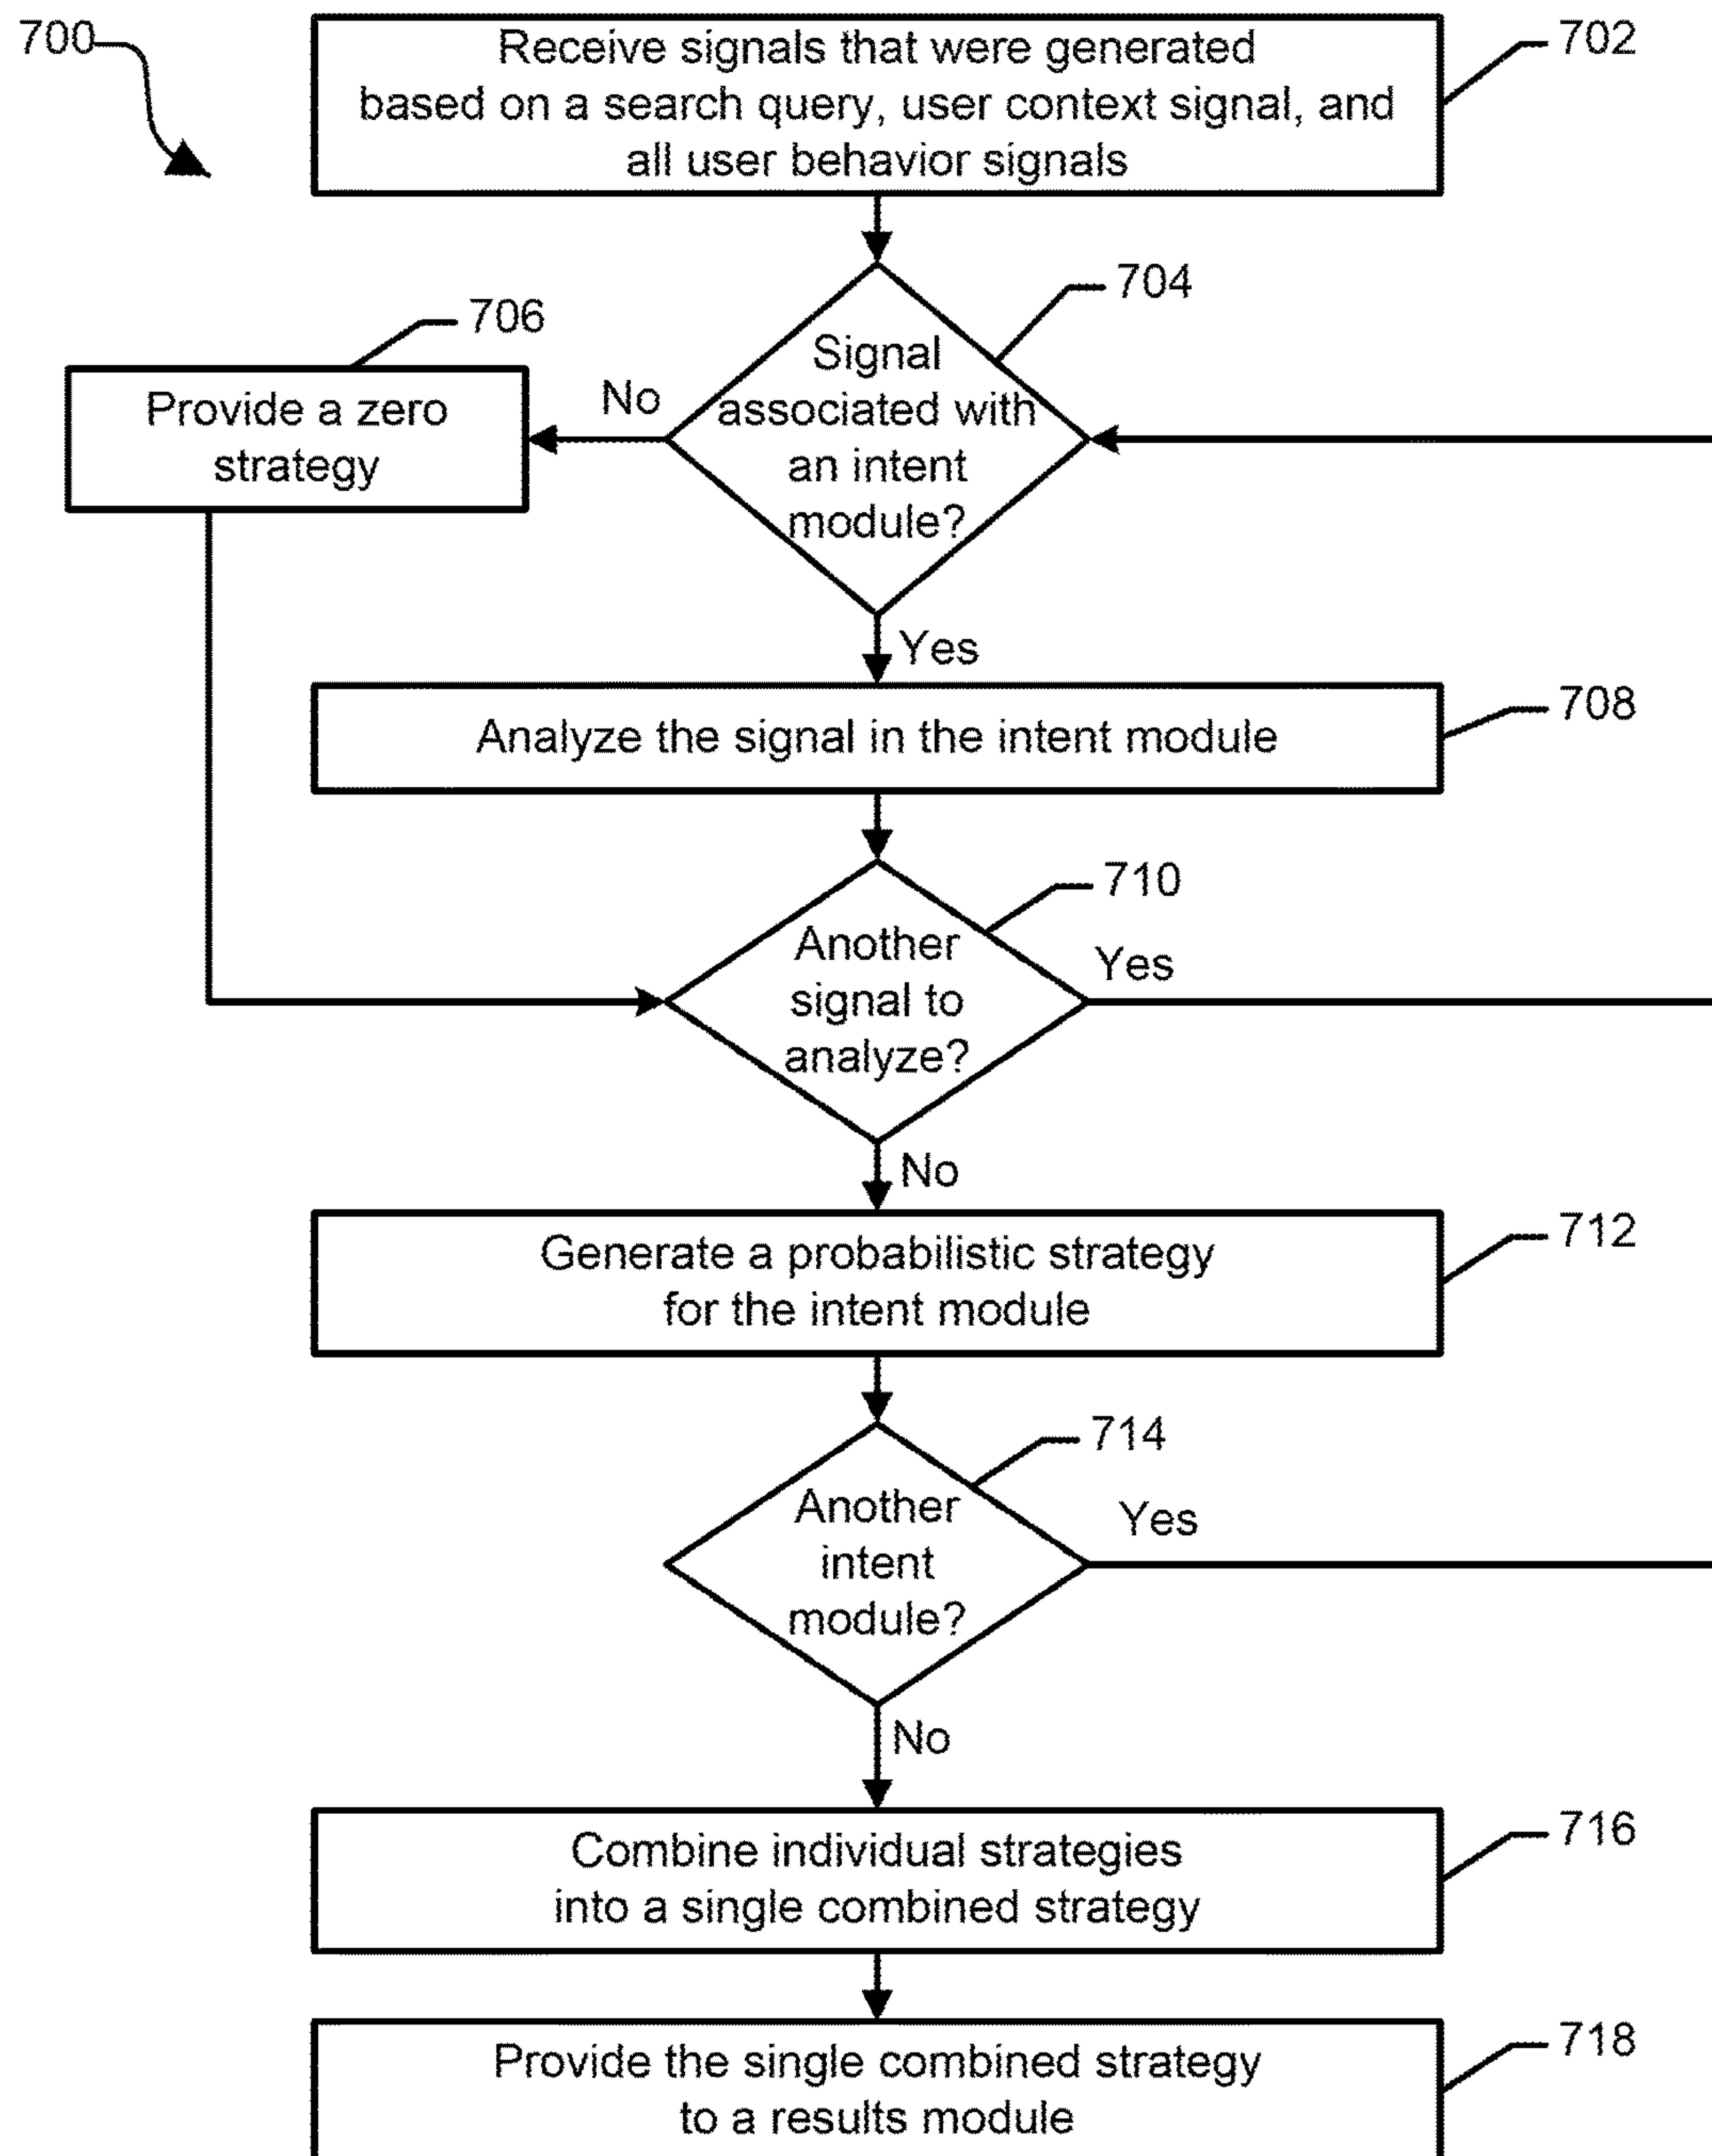 700
Receive signals that were generated
based on a search query, user context signal, and
all user behavior signals
702
704
Signal
associated with
an intent
module?
706
No
Provide a zero
strategy
Yes
Analyze the signal in the intent module
708
710
Another
signal to
analyze?
Yes
No
Generate a probabilistic strategy
for the intent module
712
714
Another
intent
module?
Yes
No
Combine individual strategies
into a single combined strategy
716
Provide the single combined strategy
to a results module
718